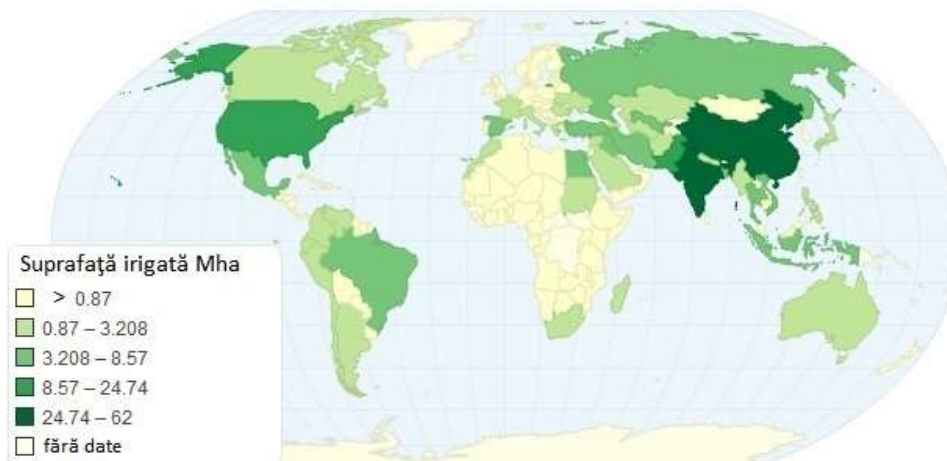 Suprafață irigată Mha
> 0.87
0.87 – 3.208
3.208 – 8.57
8.57 – 24.74
24.74 – 62
fără date